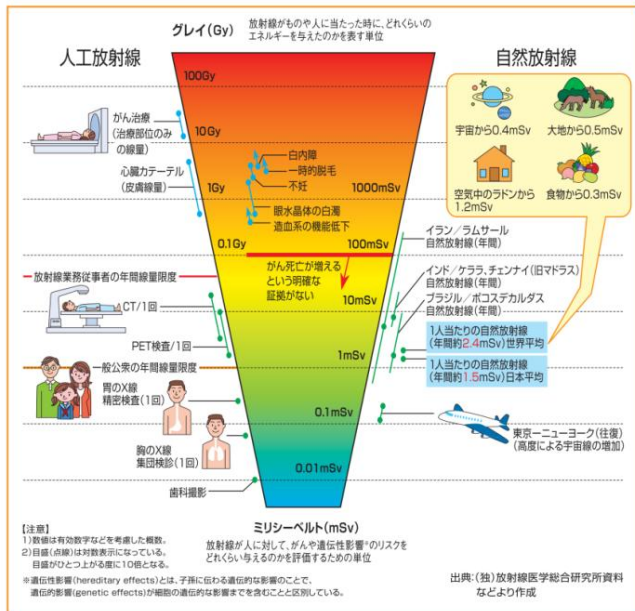 グレイ(Gy)
放射線がものや人に当たった時に、どれくらいの
エネルギーを与えたのかを表す単位
人工放射線
自然放射線
100Gy
がん治療
(治療部位のみ
の線量)
10Gy
心臓カテーテル
(皮膚線量)
1Gy
白内障
一時的脱毛
不妊
眼水晶体の白濁
造血系の機能低下
1000mSv
0.1Gy
100mSv
がん死亡が増える
という明確な
証拠がない
10mSv
放射線業務従事者の年間線量限度
CT/1回
PET検査/1回
1mSv
一般公衆の年間線量限度
胃のX線
精密検査(1回)
0.1mSv
胸のX線
集団検診(1回)
0.01mSv
歯科撮影
宇宙から0.4mSv
大地から0.5mSv
空気中のラドンから
1.2mSv
食物から0.3mSv
イラン/ラムサール
自然放射線(年間)
インド/ケララ、チェンナイ(旧マドラス)
自然放射線(年間)
ブラジル/ポコスデカルダス
自然放射線(年間)
1人当たりの自然放射線
(年間約2.4mSv)世界平均
1人当たりの自然放射線
(年間約1.5mSv)日本平均
東京ーニューヨーク(往復)
(高度による宇宙線の増加)
ミリシーベルト(mSv)
放射線が人に対して、がんや遺伝性影響※のリスクを
どれくらい与えるのかを評価するための単位
【注意】
1)数値は有効数字などを考慮した概数。
2)目盛(点線)は対数表示になっている。
目盛がひとつ上がる度に10倍となる。
※遺伝性影響(hereditary effects)とは、子孫に伝わる遺伝的な影響のことで、
遺伝的影響(genetic effects)が細胞の遺伝的な影響までを含むことと区別している。
出典:(独)放射線医学総合研究所資料
などより作成